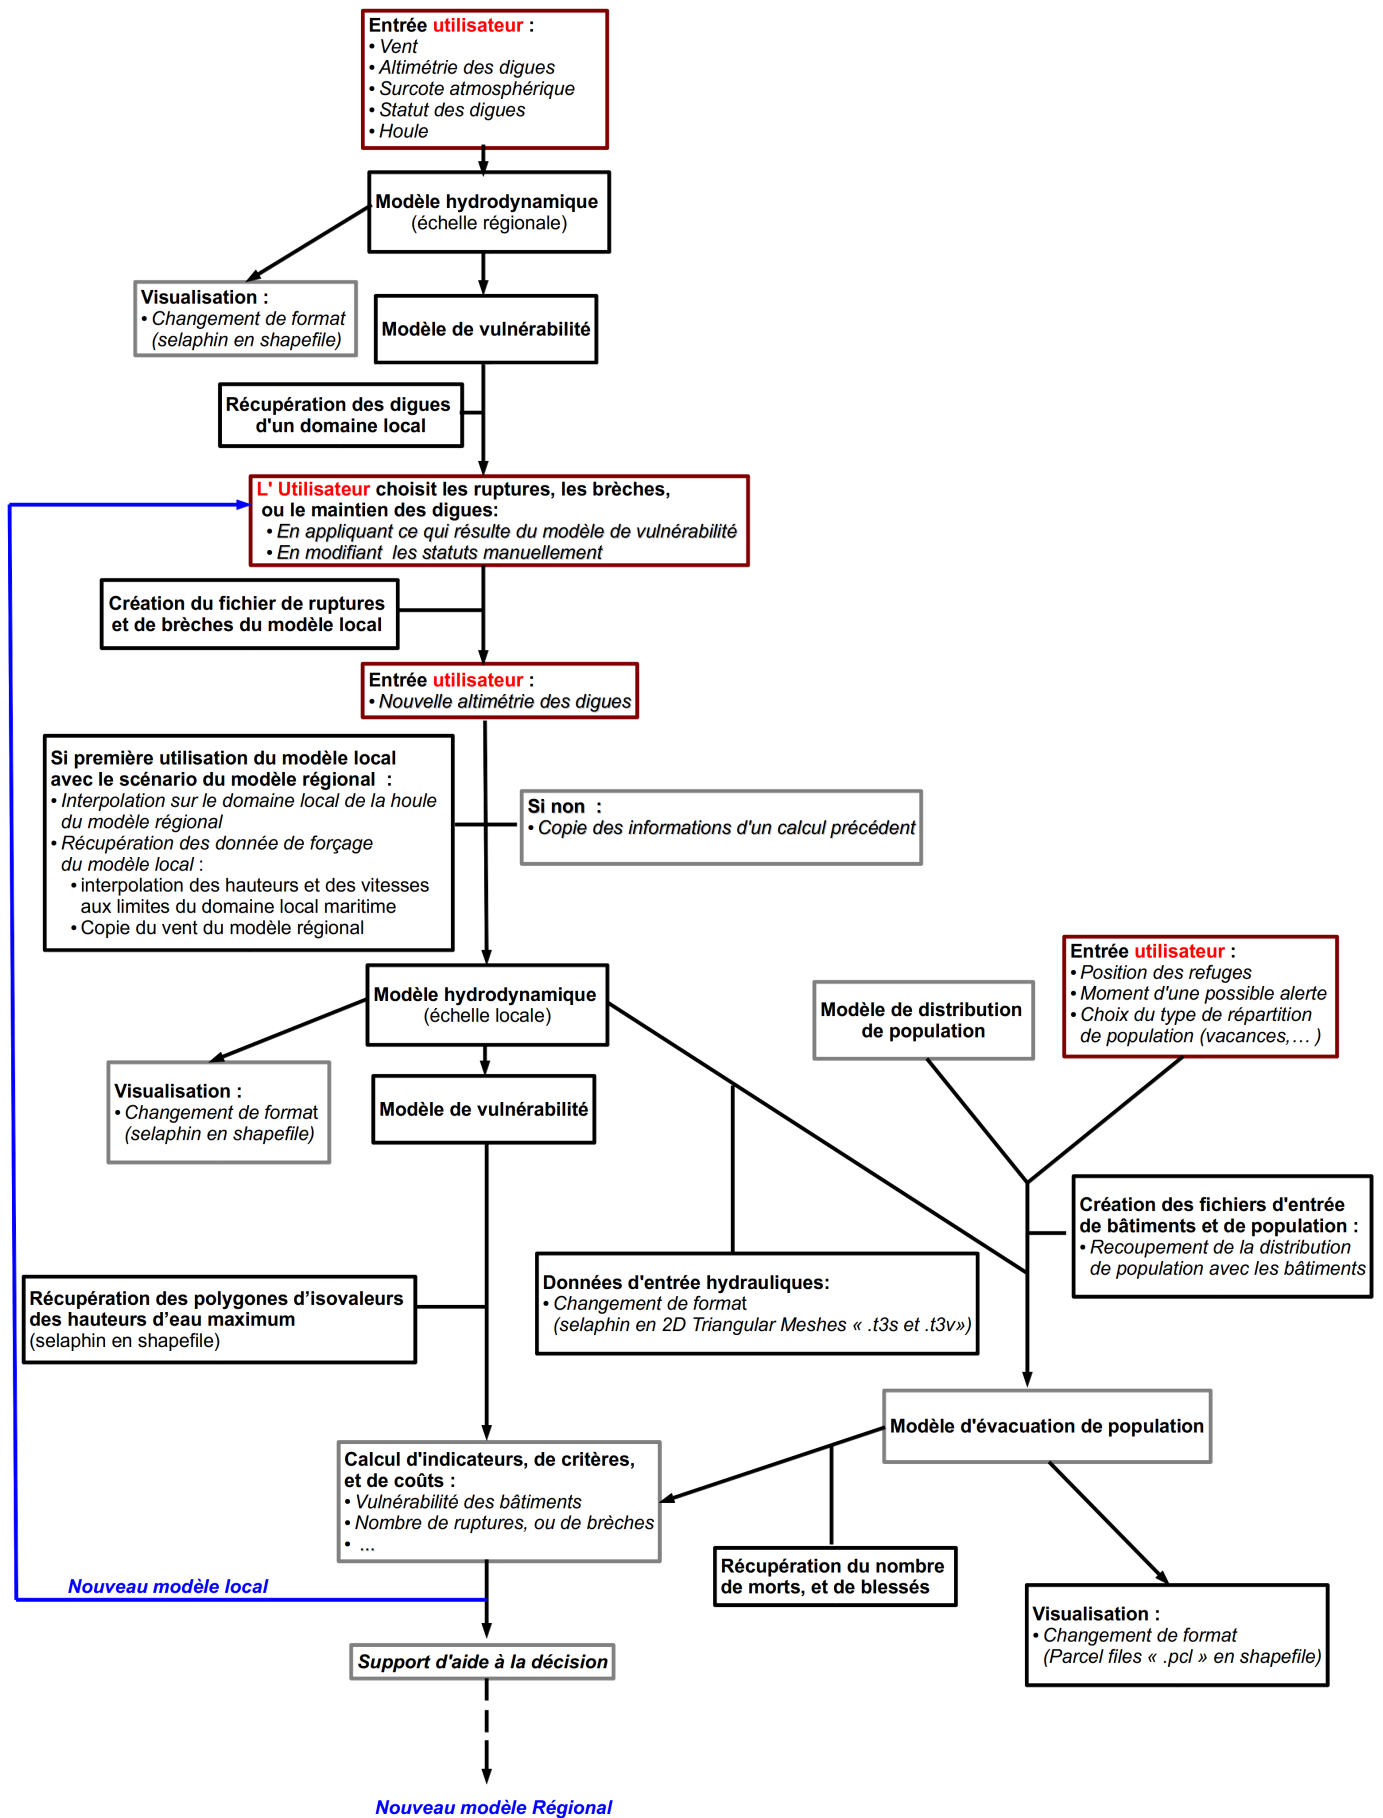 Entrée utilisateur :
• Vent
• Altimétrie des digues
• Surcote atmosphérique
• Statut des digues
• Houle
Modèle hydrodynamique
(échelle régionale)
Visualisation :
• Changement de format
(selaphin en shapefile)
Modèle de vulnérabilité
Récupération des digues
d'un domaine local
L' Utilisateur choisit les ruptures, les brèches,
ou le maintien des digues:
• En appliquant ce qui résulte du modèle de vulnérabilité
• En modifiant les statuts manuellement
Création du fichier de ruptures
et de brèches du modèle local
Entrée utilisateur :
• Nouvelle altimétrie des digues
Si première utilisation du modèle local
avec le scénario du modèle régional :
• Interpolation sur le domaine local de la houle
du modèle régional
• Récupération des donnée de forçage
du modèle local :
• interpolation des hauteurs et des vitesses
aux limites du domaine local maritime
• Copie du vent du modèle régional
Si non :
• Copie des informations d'un calcul précédent
Modèle hydrodynamique
(échelle locale)
Modèle de distribution
de population
Entrée utilisateur :
• Position des refuges
• Moment d'une possible alerte
• Choix du type de répartition
de population (vacances,… )
Visualisation :
• Changement de format
(selaphin en shapefile)
Modèle de vulnérabilité
Création des fichiers d'entrée
de bâtiments et de population :
• Recoupement de la distribution
de population avec les bâtiments
Données d'entrée hydrauliques:
• Changement de format
(selaphin en 2D Triangular Meshes « .t3s et .t3v»)
Récupération des polygones d’isovaleurs
des hauteurs d’eau maximum
(selaphin en shapefile)
Modèle d'évacuation de population
Calcul d'indicateurs, de critères,
et de coûts :
• Vulnérabilité des bâtiments
• Nombre de ruptures, ou de brèches
• ...
Récupération du nombre
de morts, et de blessés
Nouveau modèle local
Visualisation :
• Changement de format
(Parcel files « .pcl » en shapefile)
Support d'aide à la décision
Nouveau modèle Régional